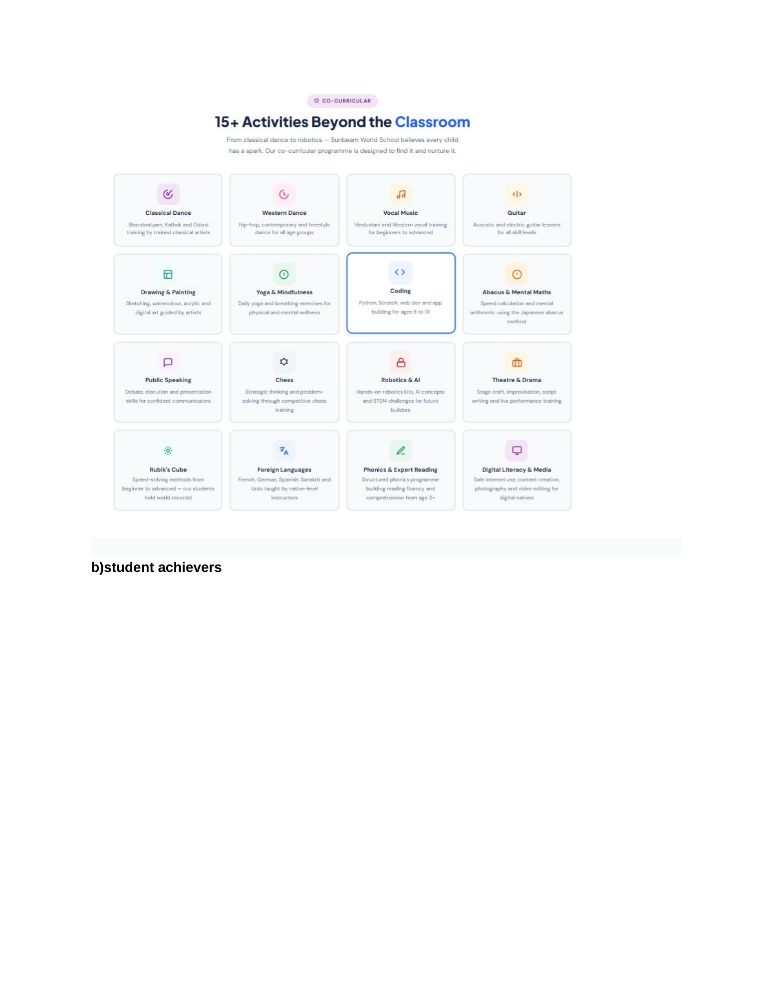 CO-CURRICULAR
15+ Activities Beyond the Classroom
From classical dance to robotics — Sunbeam World School believes every child
has a spark. Our co-curricular programme is designed to find it and nurture it.
Classical Dance
Bharatnatyam, Kathak and Odissi
training by trained classical artists
Western Dance
Hip-hop, contemporary and freestyle
dance for all age groups
Vocal Music
Hindustani and Western vocal training
for beginners to advanced
Guitar
Acoustic and electric guitar lessons
for all skill levels
Drawing & Painting
Sketching, watercolour, acrylic and
digital art guided by artists
Yoga & Mindfulness
Daily yoga and breathing exercises for
physical and mental wellness
Coding
Python, Scratch, web dev and app
building for ages 6 to 18
Abacus & Mental Maths
Speed calculation and mental
arithmetic using the Japanese abacus
method
Public Speaking
Debate, elocution and presentation
skills for confident communicators
Chess
Strategic thinking and problem-
solving through competitive chess
training
Robotics & AI
Hands-on robotics kits, AI concepts
and STEM challenges for future
builders
Theatre & Drama
Stage craft, improvisation, script
writing and live performance training
Rubik's Cube
Speed-solving methods from
beginner to advanced — our students
hold world records!
Foreign Languages
French, German, Spanish, Sanskrit and
Urdu taught by native-level
instructors
Phonics & Expert Reading
Structured phonics programme
building reading fluency and
comprehension from age 3+
Digital Literacy & Media
Safe internet use, content creation,
photography and video editing for
digital natives
b)student achievers